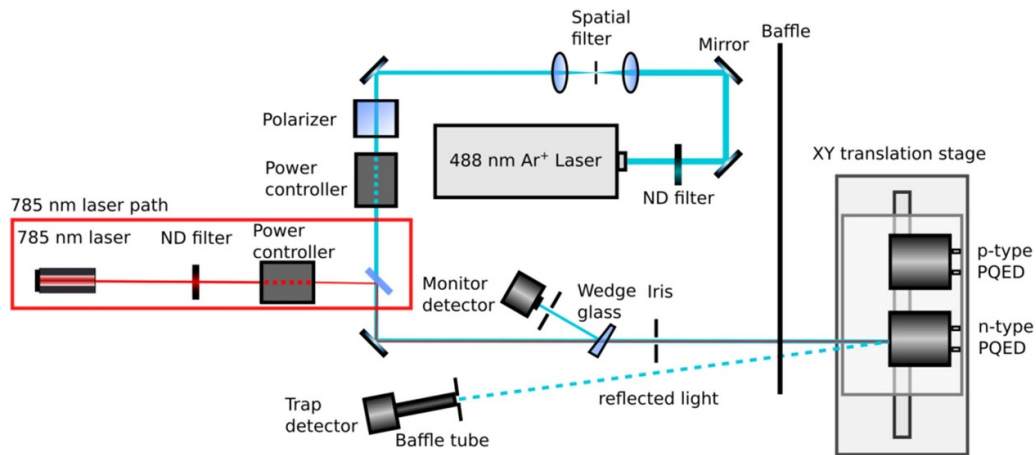 Spatial
filter
Baffle
Mirror
Polarizer
488 nm Ar⁺ Laser
Power
controller
ND filter
XY translation stage
785 nm laser path
785 nm laser
ND filter
Power
controller
p-type
PQED
Monitor
detector
Wedge
glass
Iris
n-type
PQED
reflected light
Trap
detector
Baffle tube